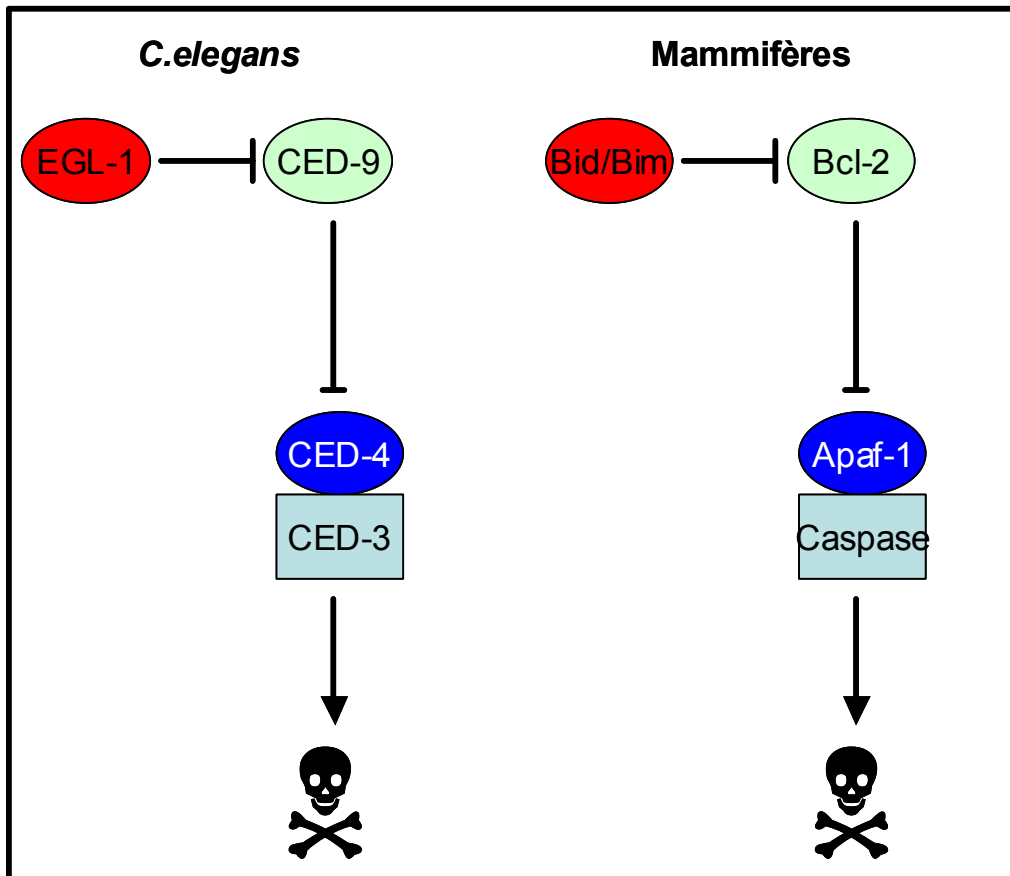 C.elegans
EGL-1
CED-9
CED-4
CED-3
Mammifères
Bid/Bim
Bcl-2
Apaf-1
Caspase